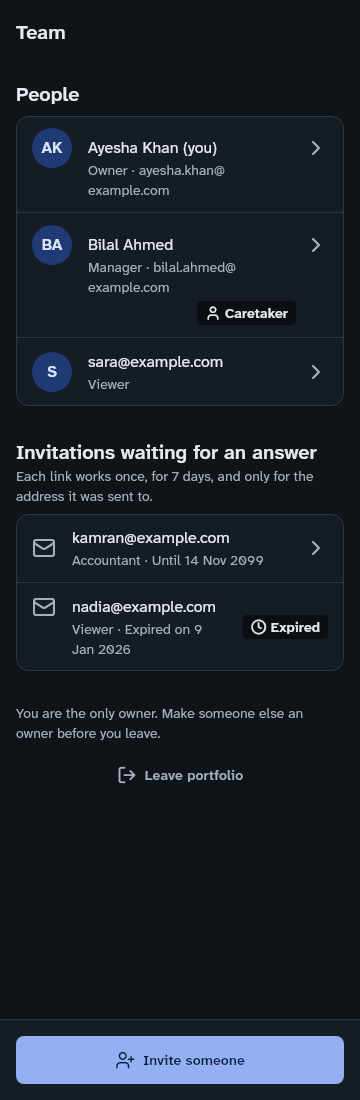 Team
People
AK
Ayesha Khan (you)
Owner · ayesha.khan@
example.com
BA
Bilal Ahmed
Manager · bilal.ahmed@
example.com
Caretaker
S
sara@example.com
Viewer
Invitations waiting for an answer
Each link works once, for 7 days, and only for the
address it was sent to.
kamran@example.com
Accountant · Until 14 Nov 2099
nadia@example.com
Viewer · Expired on 9
Jan 2026
Expired
You are the only owner. Make someone else an
owner before you leave.
Leave portfolio
Invite someone